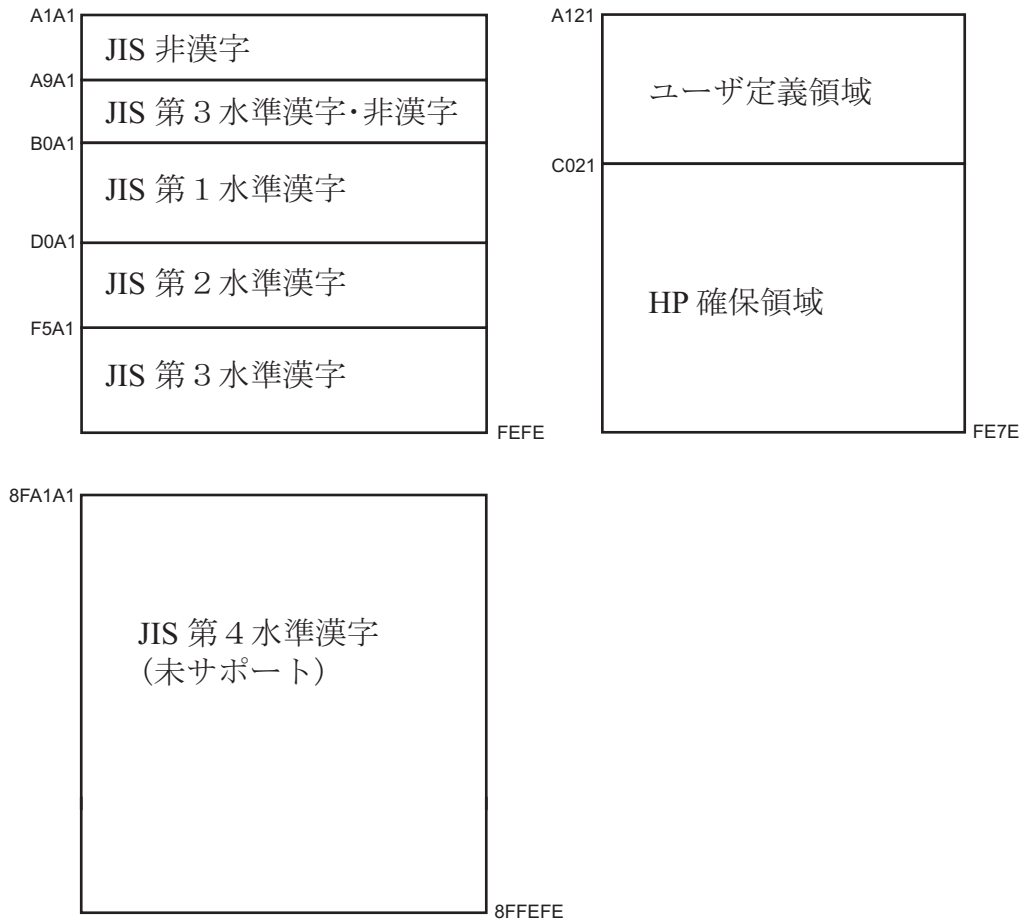 A1A1
JIS 非漢字
A9A1
JIS 第３水準漢字・非漢字
B0A1
JIS 第１水準漢字
D0A1
JIS 第２水準漢字
F5A1
JIS 第３水準漢字
FEFE
A121
ユーザ定義領域
C021
HP 確保領域
FE7E
8FA1A1
JIS 第４水準漢字
（未サポート）
8FFEFE